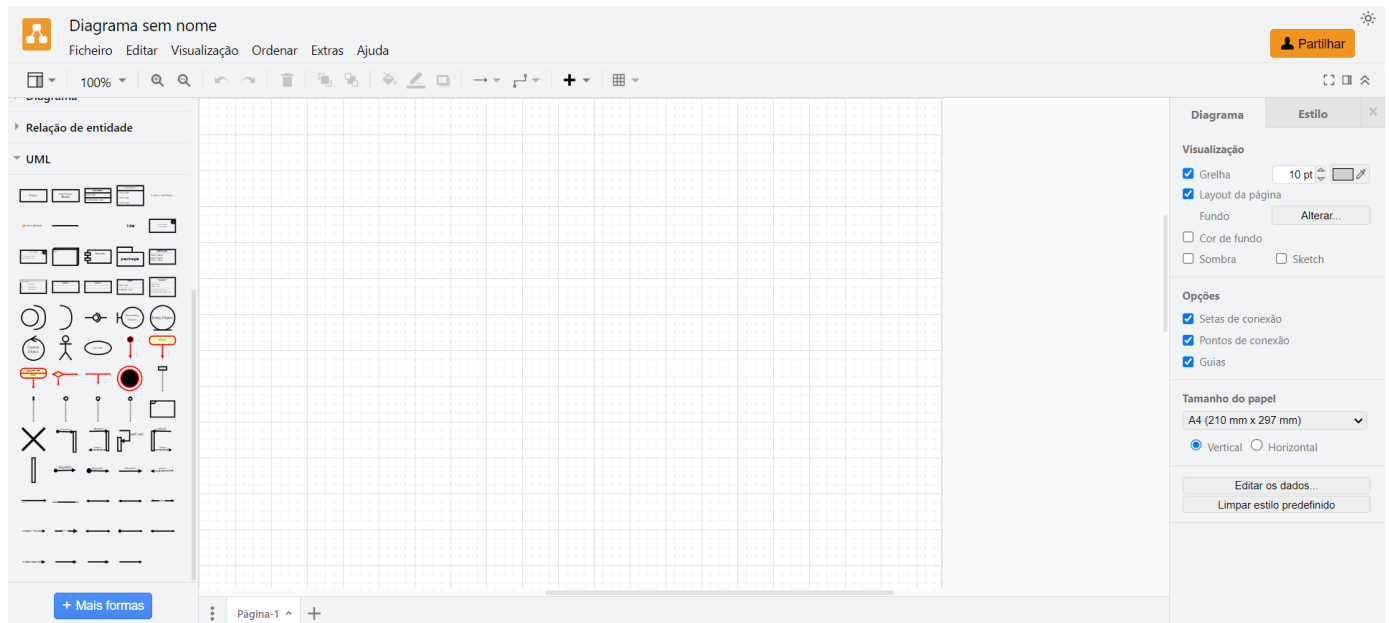 Diagrama sem nome
Ficheiro Editar Visualização Ordenar Extras Ajuda
Partilhar
100%
Diagrama
Relação de entidade
UML
Title
package
+ Mais formas
Página-1
Diagrama Estilo
Visualização
Grelha 10 pt
Layout da página
Fundo Alterar...
Cor de fundo
Sombra Sketch
Opções
Setas de conexão
Pontos de conexão
Guias
Tamanho do papel
A4 (210 mm x 297 mm)
Vertical Horizontal
Editar os dados...
Limpar estilo predefinido